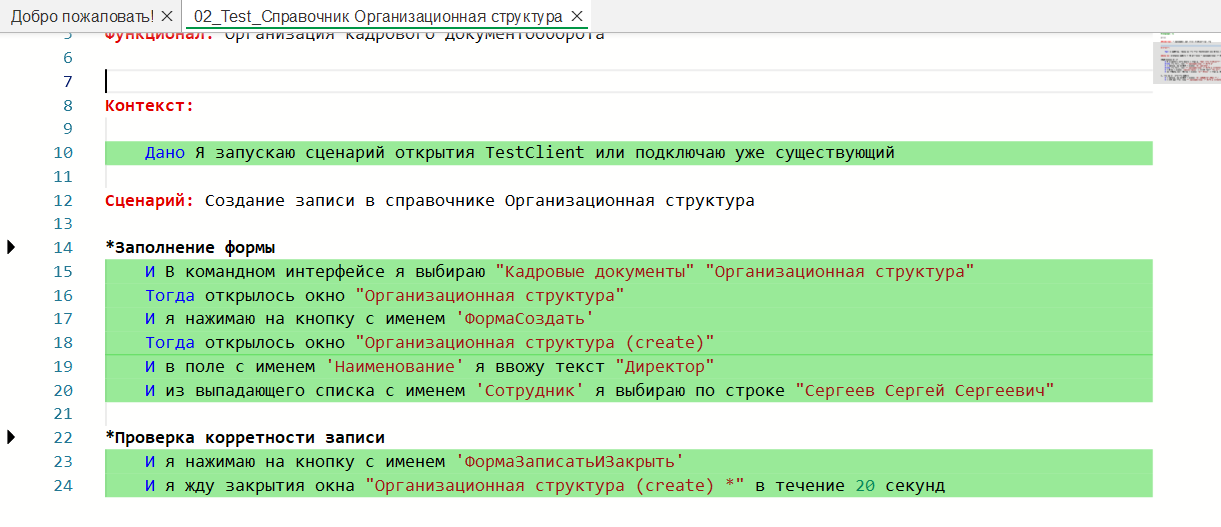 Добро пожаловать! × 02_Test_Справочник Организационная структура ×
5 Функционал: Организация кадрового документооборота
6
7
8 Контекст:
9
10 Дано Я запускаю сценарий открытия TestClient или подключаю уже существующий
11
12 Сценарий: Создание записи в справочнике Организационная структура
13
14 *Заполнение формы
15 И В командном интерфейсе я выбираю "Кадровые документы" "Организационная структура"
16 Тогда открылось окно "Организационная структура"
17 И я нажимаю на кнопку с именем 'ФормаСоздать'
18 Тогда открылось окно "Организационная структура (create)"
19 И в поле с именем 'Наименование' я ввожу текст "Директор"
20 И из выпадающего списка с именем 'Сотрудник' я выбираю по строке "Сергеев Сергей Сергеевич"
21
22 *Проверка корретности записи
23 И я нажимаю на кнопку с именем 'ФормаЗаписатьИЗакрыть'
24 И я жду закрытия окна "Организационная структура (create) *" в течение 20 секунд